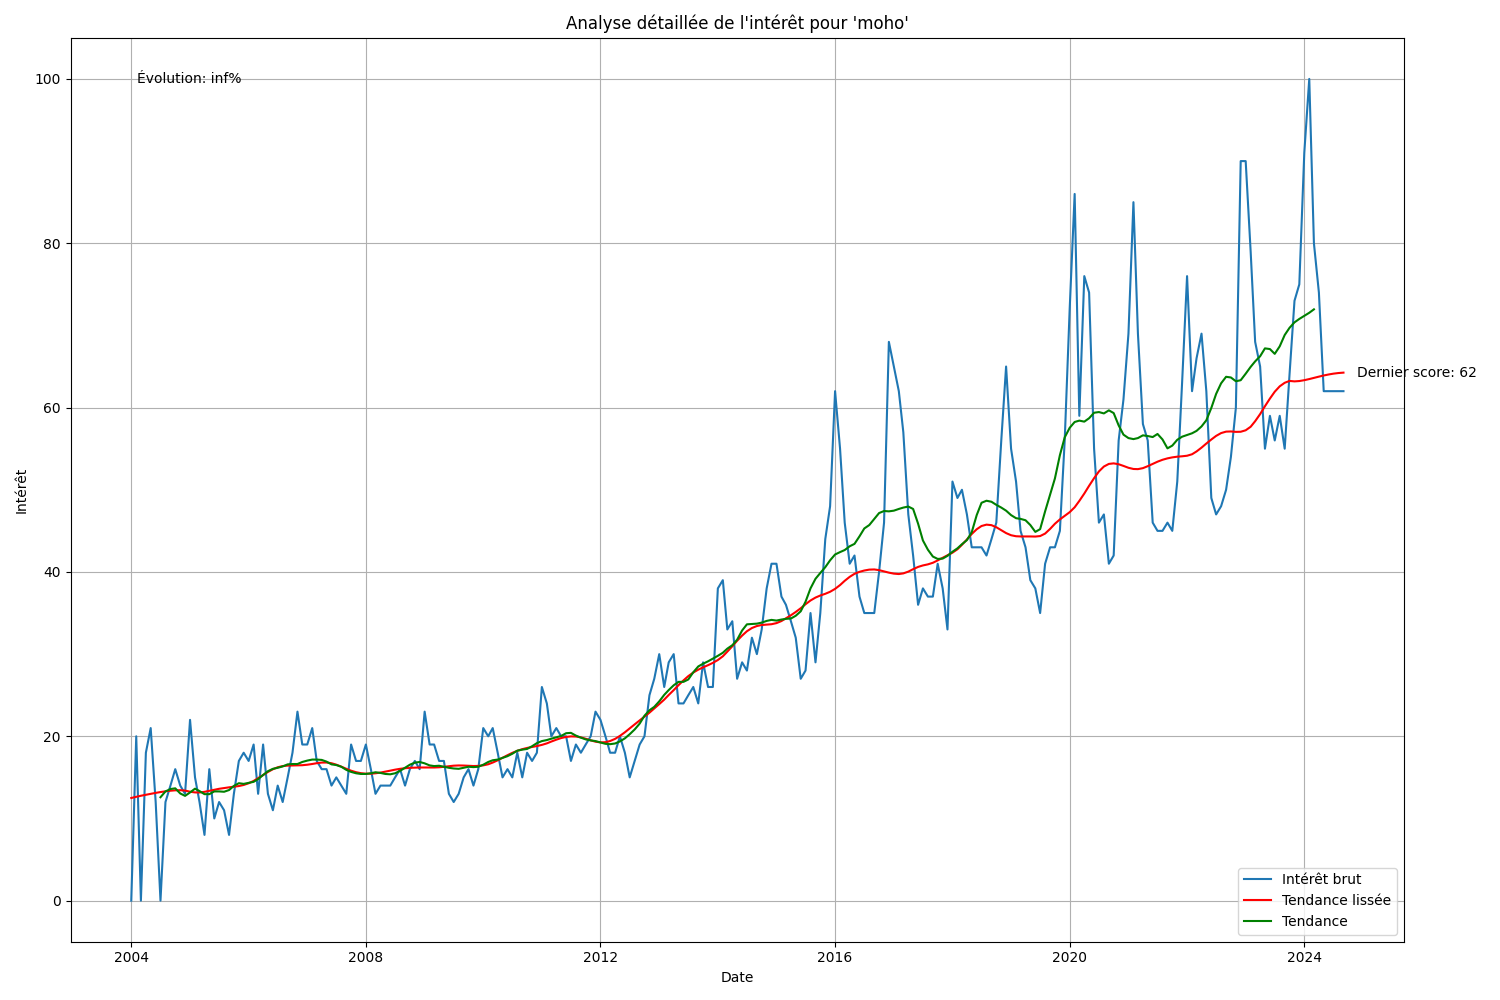 Analyse détaillée de l'intérêt pour 'moho'
Évolution: inf%
100
80
60
40
20
0
Intérêt
Dernier score: 62
Intérêt brut
Tendance lissée
Tendance
2004 2008 2012 2016 2020 2024
Date